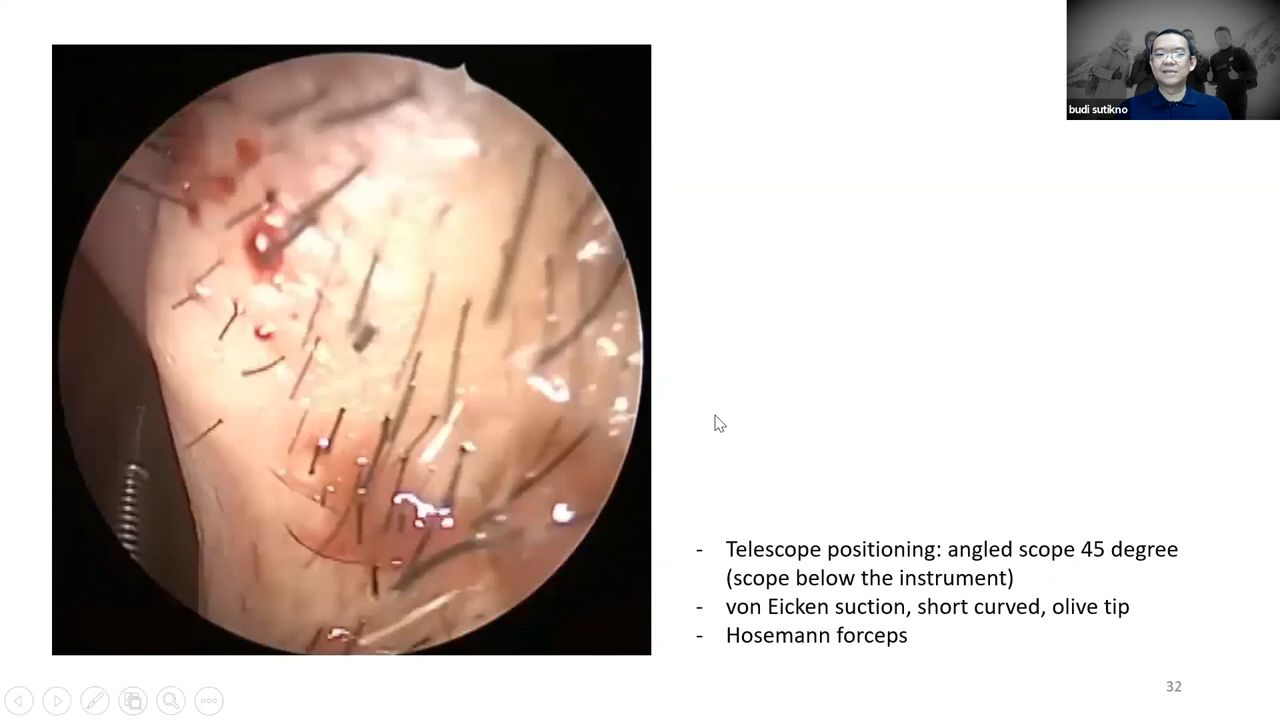 budi sutikno
- Telescope positioning: angled scope 45 degree
(scope below the instrument)
- von Eicken suction, short curved, olive tip
- Hosemann forceps
32